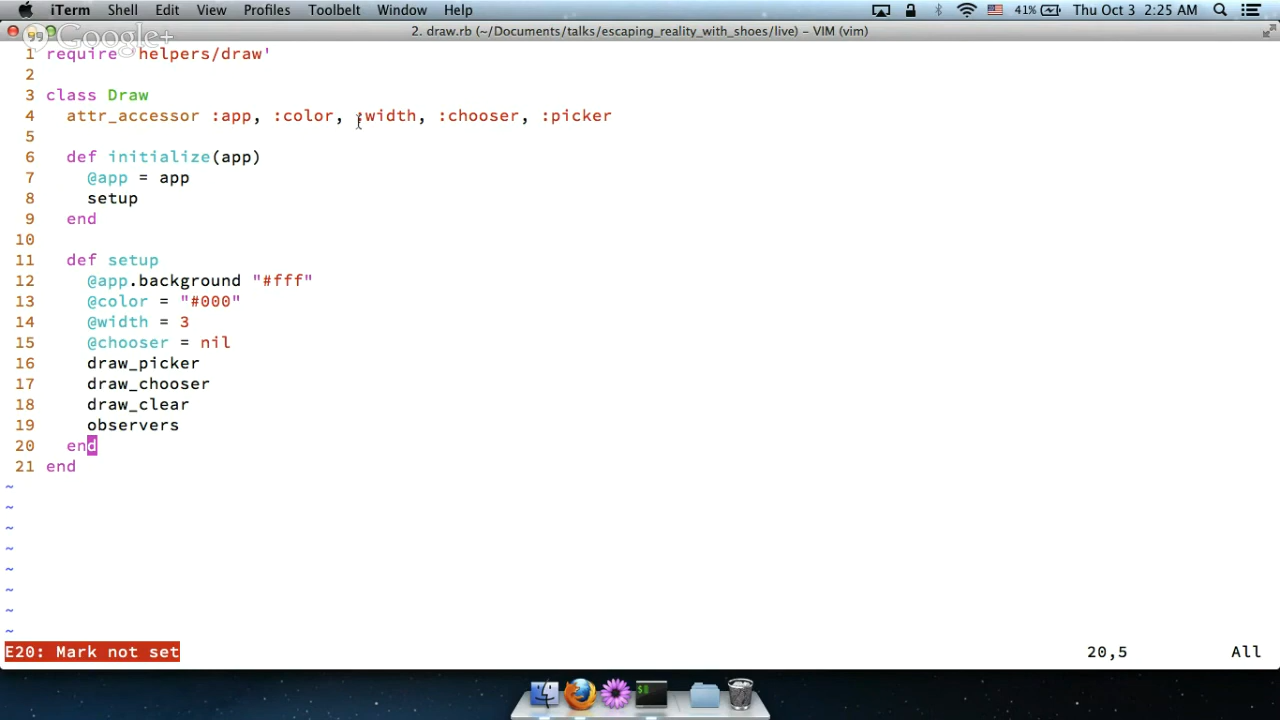 iTerm Shell Edit View Profiles Toolbelt Window Help 41% Thu Oct 3 2:25 AM
Google+ 2. draw.rb (~/Documents/talks/escaping_reality_with_shoes/live) – VIM (vim)
1 require 'helpers/draw'
2
3 class Draw
4 attr_accessor :app, :color, :width, :chooser, :picker
5
6 def initialize(app)
7 @app = app
8 setup
9 end
10
11 def setup
12 @app.background "#fff"
13 @color = "#000"
14 @width = 3
15 @chooser = nil
16 draw_picker
17 draw_chooser
18 draw_clear
19 observers
20 end
21 end
~
~
~
~
~
~
~
~
E20: Mark not set 20,5 All